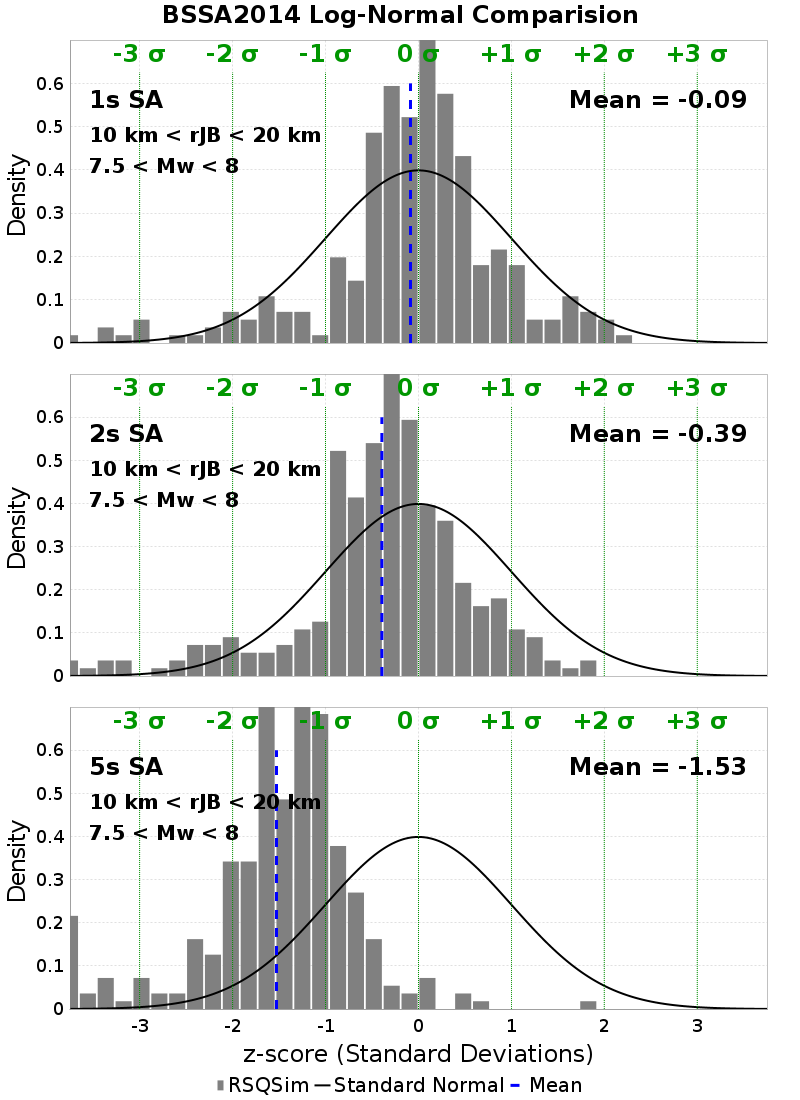 BSSA2014 Log-Normal Comparision
-3 σ -2 σ -1 σ 0 σ +1 σ +2 σ +3 σ
1s SA Mean = -0.09
10 km < rJB < 20 km
7.5 < Mw < 8
Density
0.6
0.5
0.4
0.3
0.2
0.1
0
-3 σ -2 σ -1 σ 0 σ +1 σ +2 σ +3 σ
2s SA Mean = -0.39
10 km < rJB < 20 km
7.5 < Mw < 8
Density
0.6
0.5
0.4
0.3
0.2
0.1
0
-3 σ -2 σ -1 σ 0 σ +1 σ +2 σ +3 σ
5s SA Mean = -1.53
10 km < rJB < 20 km
7.5 < Mw < 8
Density
0.6
0.5
0.4
0.3
0.2
0.1
0
-3 -2 -1 0 1 2 3
z-score (Standard Deviations)
RSQSim Standard Normal Mean